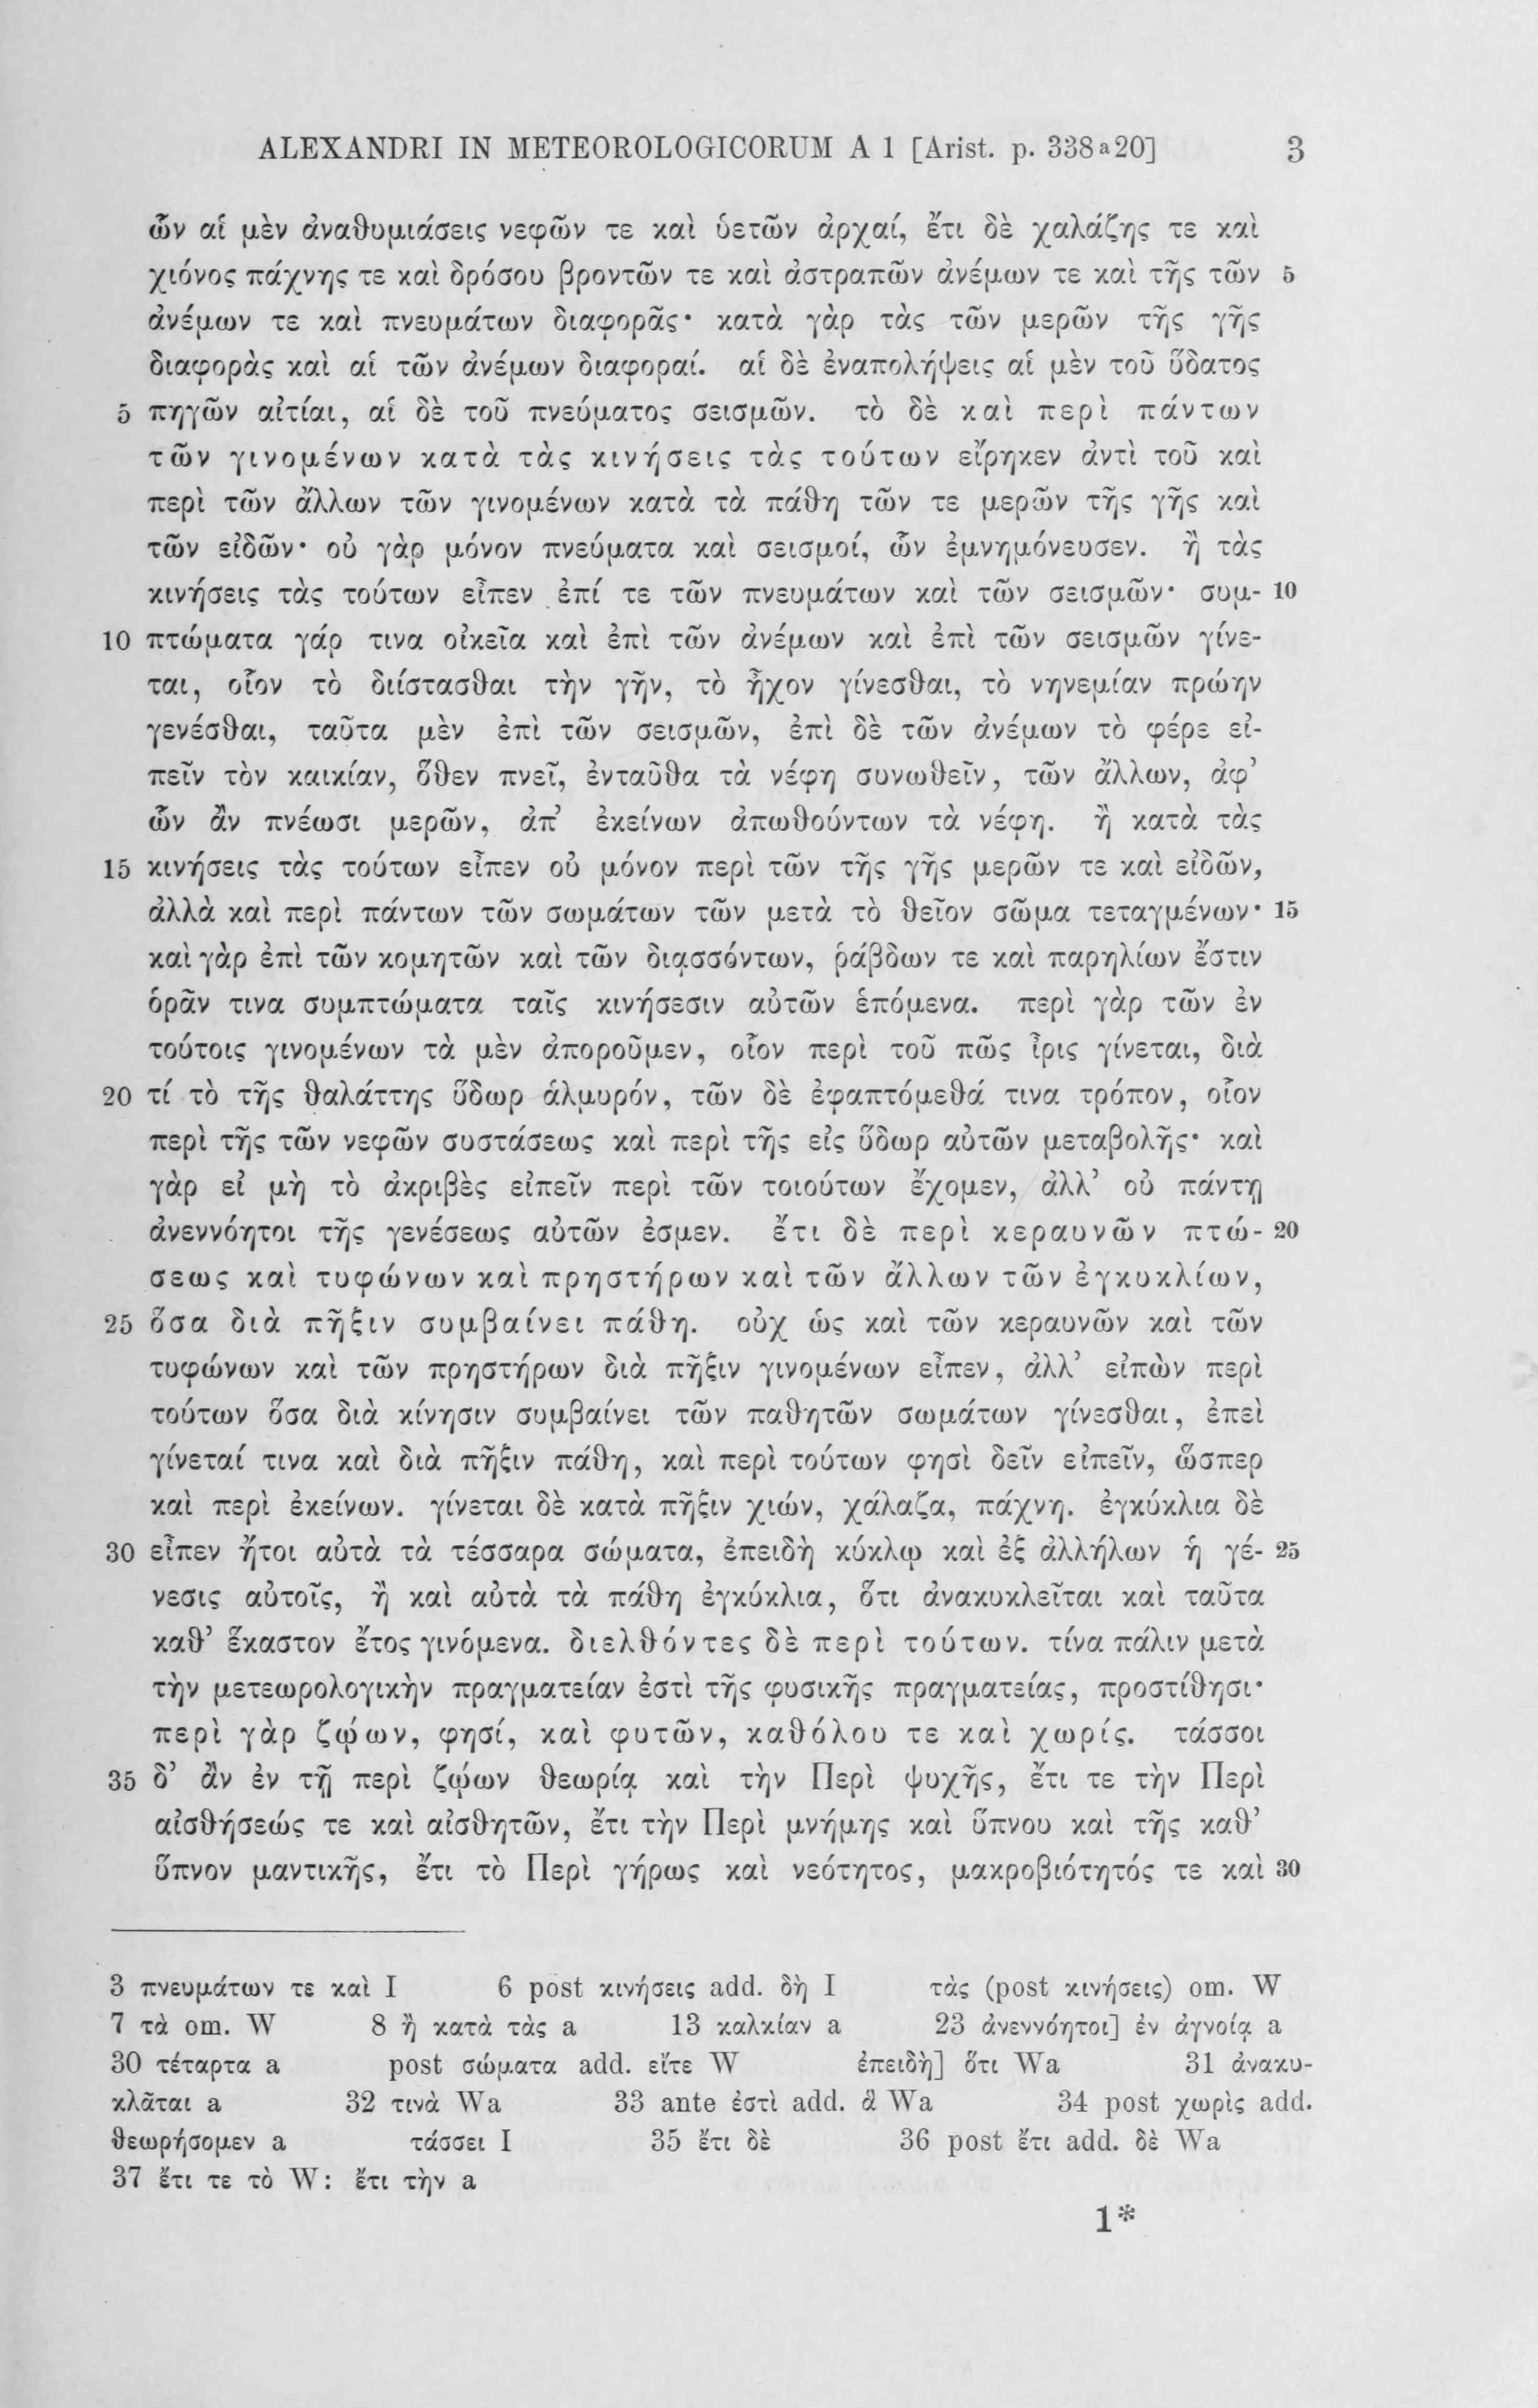 ALEXANDRI IN METEOROLOGICORUM A 1 [Arist. p. 338a20] 3
ὧν αἱ μὲν ἀναθυμιάσεις νεφῶν τε καὶ ὑετῶν ἀρχαί, ἔτι δὲ χαλάζης τε καὶ
χιόνος πάχνης τε καὶ δρόσου βροντῶν τε καὶ ἀστραπῶν ἀνέμων τε καὶ τῆς τῶν 5
ἀνέμων τε καὶ πνευμάτων διαφορᾶς· κατὰ γὰρ τὰς τῶν μερῶν τῆς γῆς
διαφορὰς καὶ αἱ τῶν ἀνέμων διαφοραί. αἱ δὲ ἐναπολήψεις αἱ μὲν τοῦ ὕδατος
5 πηγῶν αἰτίαι, αἱ δὲ τοῦ πνεύματος σεισμῶν. τὸ δὲ καὶ περὶ πάντων
τῶν γινομένων κατὰ τὰς κινήσεις τὰς τούτων εἴρηκεν ἀντὶ τοῦ καὶ
περὶ τῶν ἄλλων τῶν γινομένων κατὰ τὰ πάθη τῶν τε μερῶν τῆς γῆς καὶ
τῶν εἰδῶν· οὐ γὰρ μόνον πνεύματα καὶ σεισμοί, ὧν ἐμνημόνευσεν. ἢ τὰς
κινήσεις τὰς τούτων εἶπεν ἐπί τε τῶν πνευμάτων καὶ τῶν σεισμῶν· συμ- 10
10 πτώματα γάρ τινα οἰκεῖα καὶ ἐπὶ τῶν ἀνέμων καὶ ἐπὶ τῶν σεισμῶν γίνε-
ται, οἷον τὸ διίστασθαι τὴν γῆν, τὸ ἦχον γίνεσθαι, τὸ νηνεμίαν πρώην
γενέσθαι, ταῦτα μὲν ἐπὶ τῶν σεισμῶν, ἐπὶ δὲ τῶν ἀνέμων τὸ φέρε εἰ-
πεῖν τὸν καικίαν, ὅθεν πνεῖ, ἐνταῦθα τὰ νέφη συνωθεῖν, τῶν ἄλλων, ἀφ’
ὧν ἂν πνέωσι μερῶν, ἀπ’ ἐκείνων ἀπωθούντων τὰ νέφη. ἢ κατὰ τὰς
15 κινήσεις τὰς τούτων εἶπεν οὐ μόνον περὶ τῶν τῆς γῆς μερῶν τε καὶ εἰδῶν,
ἀλλὰ καὶ περὶ πάντων τῶν σωμάτων τῶν μετὰ τὸ θεῖον σῶμα τεταγμένων· 15
καὶ γὰρ ἐπὶ τῶν κομητῶν καὶ τῶν διᾳσσόντων, ῥάβδων τε καὶ παρηλίων ἔστιν
ὁρᾶν τινα συμπτώματα ταῖς κινήσεσιν αὐτῶν ἑπόμενα. περὶ γὰρ τῶν ἐν
τούτοις γινομένων τὰ μὲν ἀποροῦμεν, οἷον περὶ τοῦ πῶς ἶρις γίνεται, διὰ
20 τί τὸ τῆς θαλάττης ὕδωρ ἁλμυρόν, τῶν δὲ ἐφαπτόμεθά τινα τρόπον, οἷον
περὶ τῆς τῶν νεφῶν συστάσεως καὶ περὶ τῆς εἰς ὕδωρ αὐτῶν μεταβολῆς· καὶ
γὰρ εἰ μὴ τὸ ἀκριβὲς εἰπεῖν περὶ τῶν τοιούτων ἔχομεν, ἀλλ’ οὐ πάντῃ
ἀνεννόητοι τῆς γενέσεως αὐτῶν ἐσμεν. ἔτι δὲ περὶ κεραυνῶν πτώ- 20
σεως καὶ τυφώνων καὶ πρηστήρων καὶ τῶν ἄλλων τῶν ἐγκυκλίων,
25 ὅσα διὰ πῆξιν συμβαίνει πάθη. οὐχ ὡς καὶ τῶν κεραυνῶν καὶ τῶν
τυφώνων καὶ τῶν πρηστήρων διὰ πῆξιν γινομένων εἶπεν, ἀλλ’ εἰπὼν περὶ
τούτων ὅσα διὰ κίνησιν συμβαίνει τῶν παθητῶν σωμάτων γίνεσθαι, ἐπεὶ
γίνεταί τινα καὶ διὰ πῆξιν πάθη, καὶ περὶ τούτων φησὶ δεῖν εἰπεῖν, ὥσπερ
καὶ περὶ ἐκείνων. γίνεται δὲ κατὰ πῆξιν χιών, χάλαζα, πάχνη. ἐγκύκλια δὲ
30 εἶπεν ἤτοι αὐτὰ τὰ τέσσαρα σώματα, ἐπειδὴ κύκλῳ καὶ ἐξ ἀλλήλων ἡ γέ- 25
νεσις αὐτοῖς, ἢ καὶ αὐτὰ τὰ πάθη ἐγκύκλια, ὅτι ἀνακυκλεῖται καὶ ταῦτα
καθ’ ἕκαστον ἔτος γινόμενα. διελθόντες δὲ περὶ τούτων. τίνα πάλιν μετὰ
τὴν μετεωρολογικὴν πραγματείαν ἐστὶ τῆς φυσικῆς πραγματείας, προστίθησι·
περὶ γὰρ ζῴων, φησί, καὶ φυτῶν, καθόλου τε καὶ χωρίς. τάσσοι
35 δ’ ἂν ἐν τῇ περὶ ζῴων θεωρίᾳ καὶ τὴν Περὶ ψυχῆς, ἔτι τε τὴν Περὶ
αἰσθήσεώς τε καὶ αἰσθητῶν, ἔτι τὴν Περὶ μνήμης καὶ ὕπνου καὶ τῆς καθ’
ὕπνον μαντικῆς, ἔτι τὸ Περὶ γήρως καὶ νεότητος, μακροβιότητός τε καὶ 30
3 πνευμάτων τε καὶ I 6 post κινήσεις add. δὴ I τὰς (post κινήσεις) om. W
7 τὰ om. W 8 ἢ κατὰ τὰς a 13 καλκίαν a 23 ἀνεννόητοι] ἐν ἀγνοίᾳ a
30 τέταρτα a post σώματα add. εἴτε W ἐπειδὴ] ὅτι Wa 31 ἀνακυ-
κλᾶται a 32 τινὰ Wa 33 ante ἐστὶ add. ἃ Wa 34 post χωρὶς add.
θεωρήσομεν a τάσσει I 35 ἔτι δὲ 36 post ἔτι add. δὲ Wa
37 ἔτι τε τὸ W: ἔτι τὴν a
1*